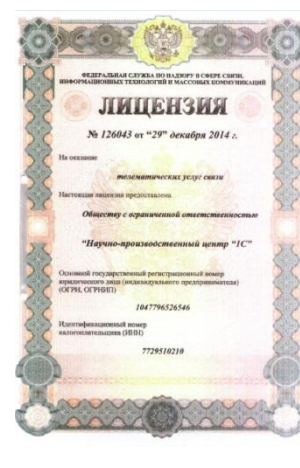 ФЕДЕРАЛЬНАЯ СЛУЖБА ПО НАДЗОРУ В СФЕРЕ СВЯЗИ,
ИНФОРМАЦИОННЫХ ТЕХНОЛОГИЙ И МАССОВЫХ КОММУНИКАЦИЙ
ЛИЦЕНЗИЯ
№ 126043 от “29” декабря 2014 г.
На оказание
телематических услуг связи
Настоящая лицензия предоставлена
Обществу с ограниченной ответственностью
"Научно-производственный центр "1С"
Основной государственный регистрационный номер
юридического лица (индивидуального предпринимателя)
(ОГРН, ОГРНИП)
1047796526546
Идентификационный номер
налогоплательщика (ИНН)
7729510210